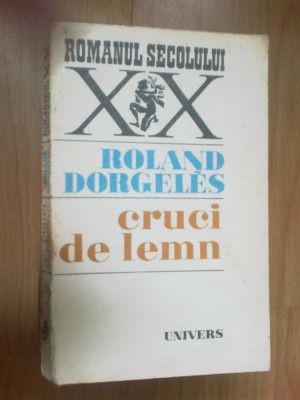 ROMANUL SECOLULUI
XX
ROLAND
DORGELÈS
cruci
de lemn
UNIVERS